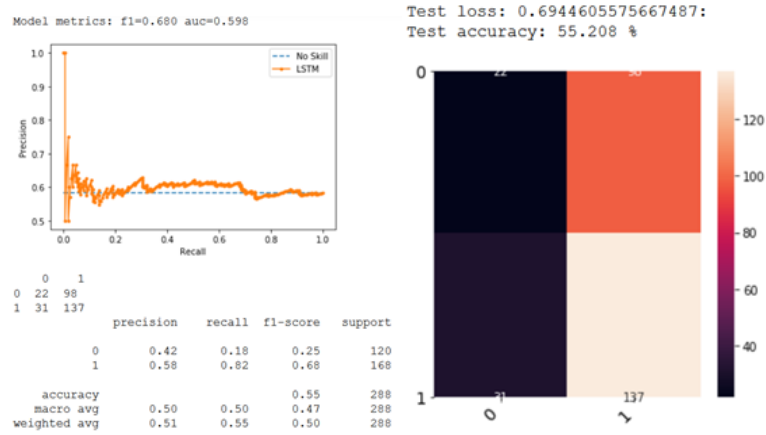 Model metrics: f1=0.680 auc=0.598
1.0
0.9
0.8
0.7
0.6
0.5
Precision
No Skill
LSTM
0.0 0.2 0.4 0.6 0.8 1.0
Recall
0 1
0 22 98
1 31 137
precision recall f1-score support
0 0.42 0.18 0.25 120
1 0.58 0.82 0.68 168
accuracy 0.55 288
macro avg 0.50 0.50 0.47 288
weighted avg 0.51 0.55 0.50 288
Test loss: 0.6944605575667487:
Test accuracy: 55.208 %
0
22
1
137
0 1
120
100
80
60
40